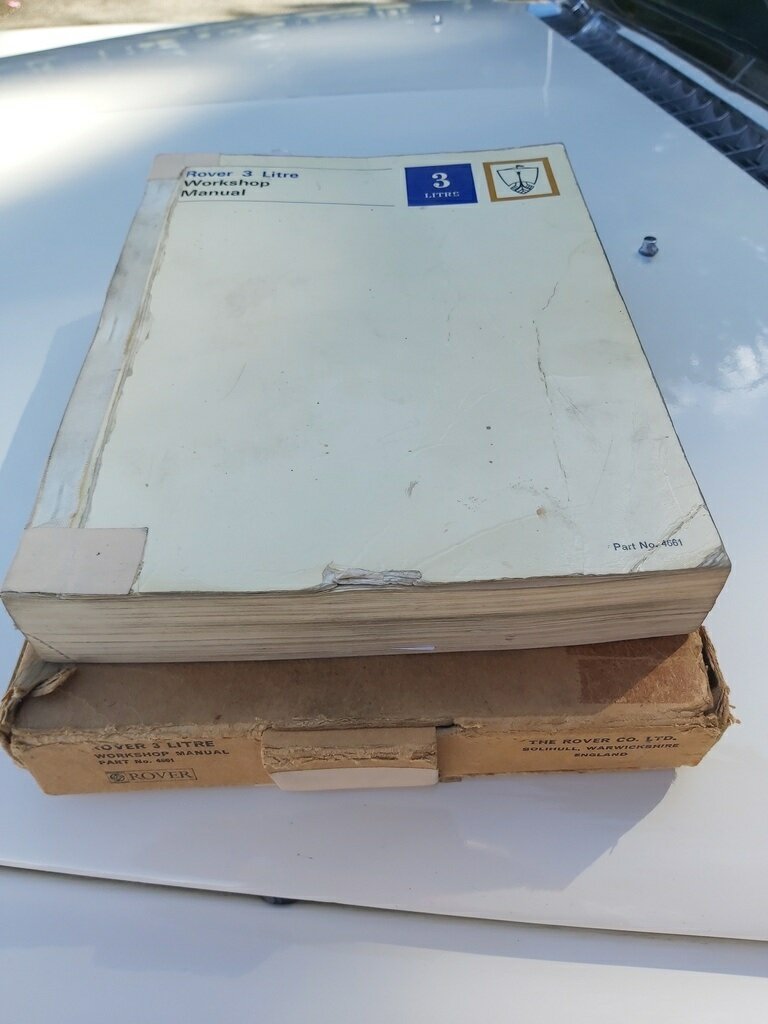 Rover 3 Litre
Workshop
Manual
3
LITRE
Part No. 4661
ROVER 3 LITRE
WORKSHOP MANUAL
PART No. 4661
ROVER
THE ROVER CO. LTD.
SOLIHULL, WARWICKSHIRE
ENGLAND